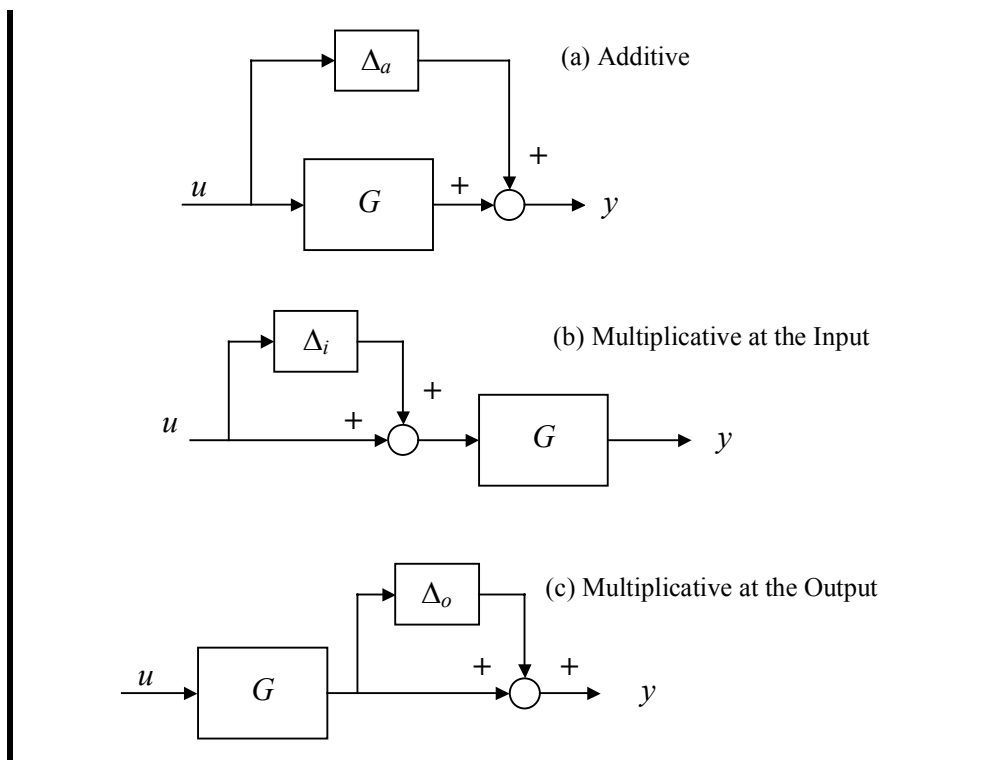 Δa
(a) Additive
+
u
G
+
y
Δi
(b) Multiplicative at the Input
+
u
+
G
y
Δo
(c) Multiplicative at the Output
u
G
+
+
y